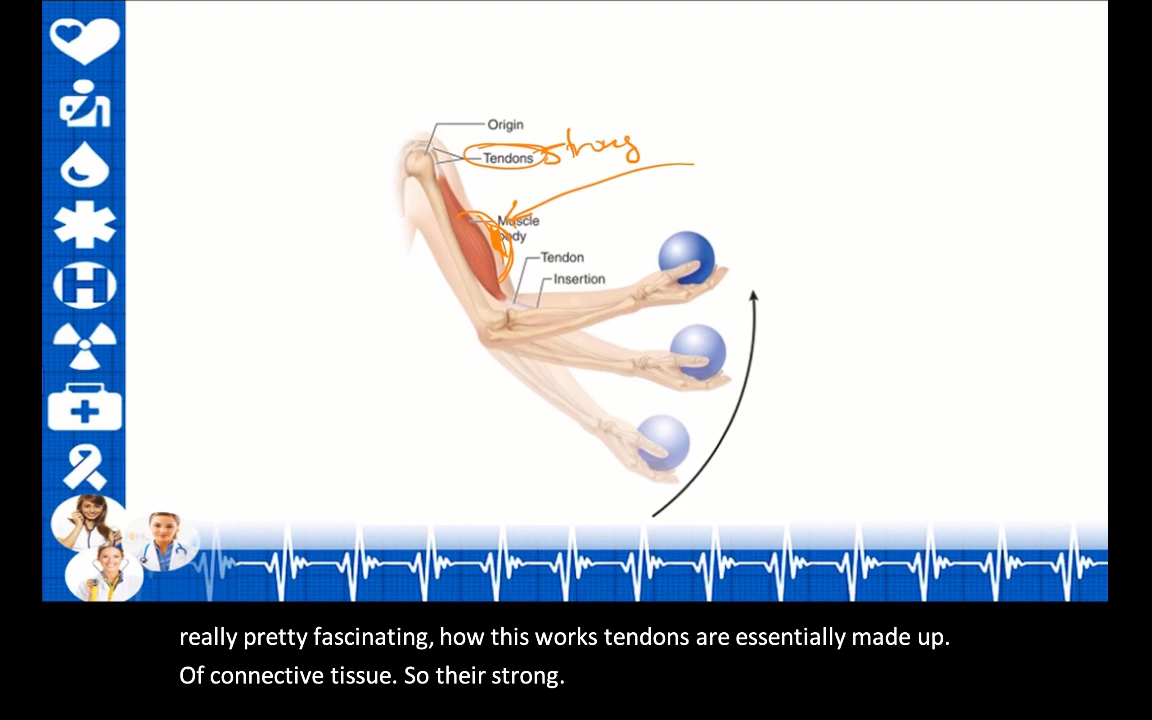 Origin
Tendons strong
Muscle
body
Tendon
Insertion
H
really pretty fascinating, how this works tendons are essentially made up.
Of connective tissue. So their strong.